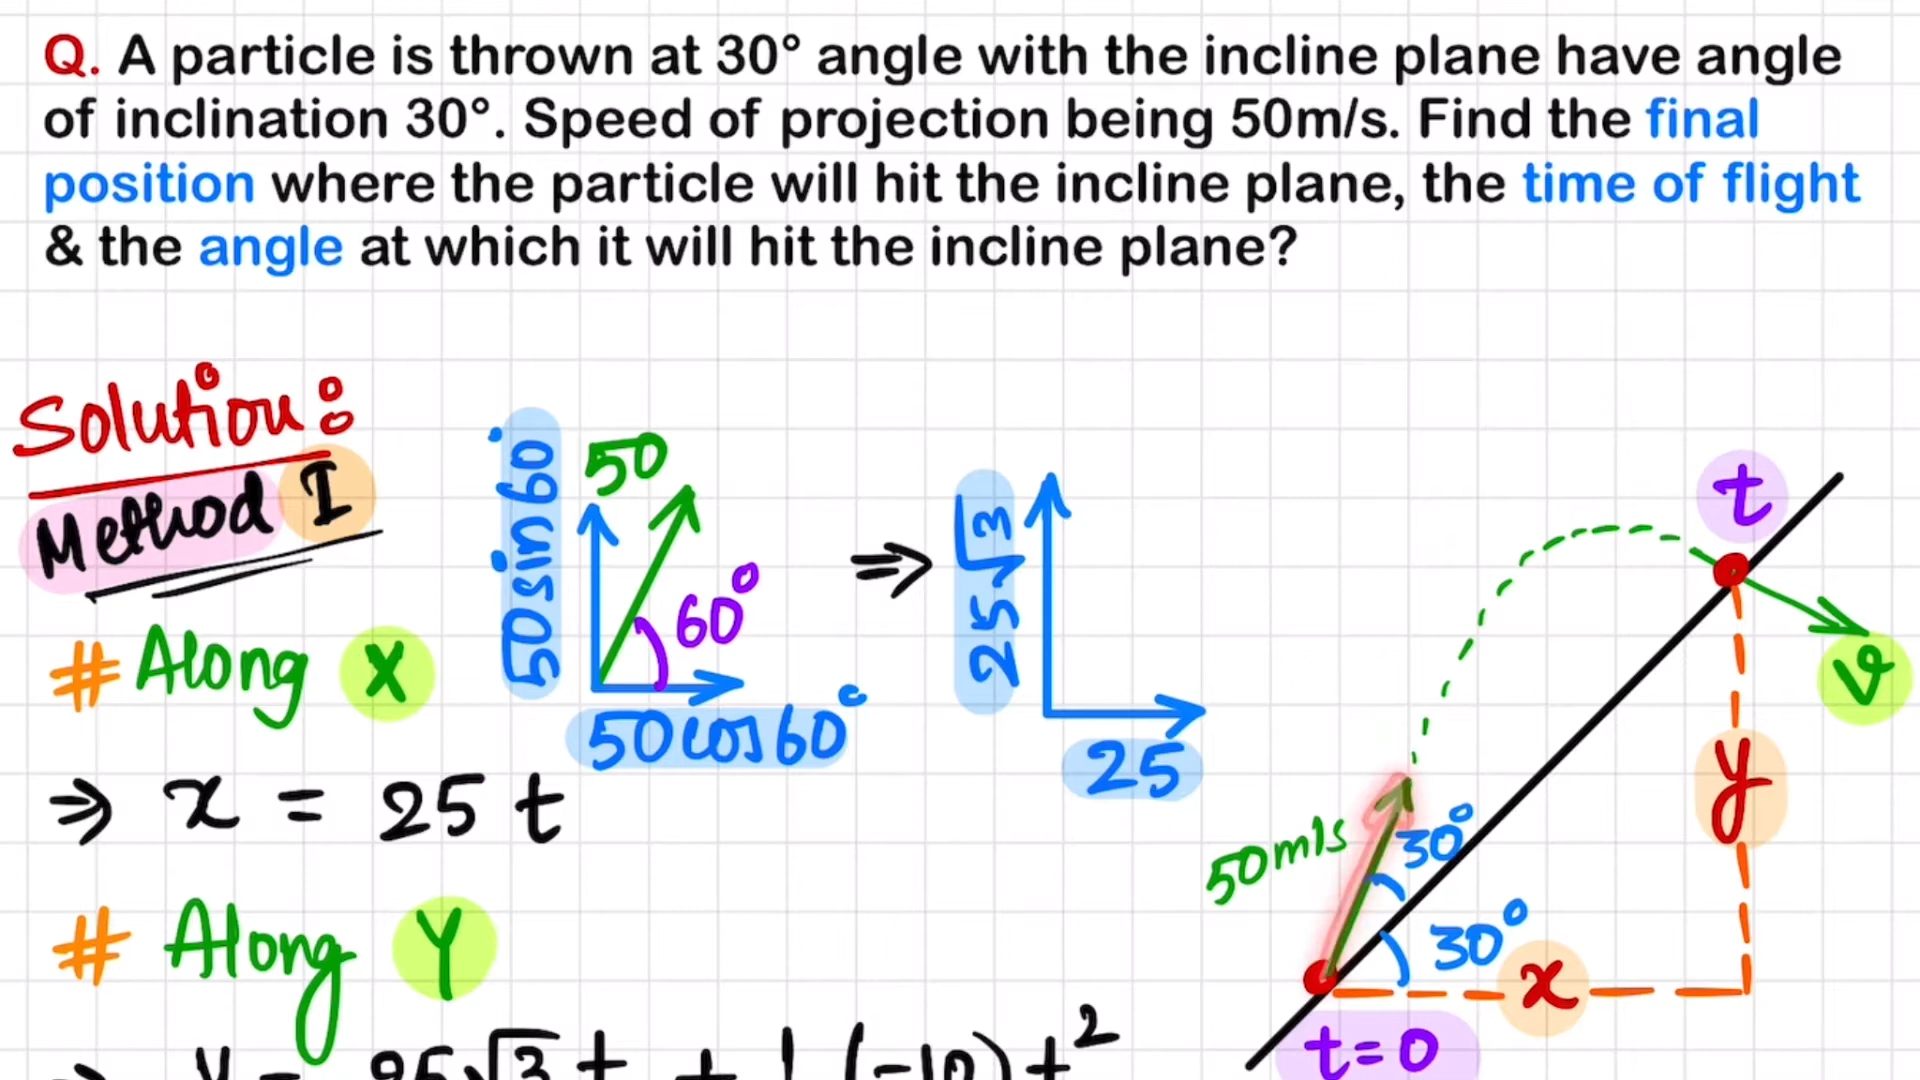 Q. A particle is thrown at 30° angle with the incline plane have angle
of inclination 30°. Speed of projection being 50m/s. Find the final
position where the particle will hit the incline plane, the time of flight
& the angle at which it will hit the incline plane?
Solution:
Method I
50sin60°
50
60°
50cos60°
⇒
25√3
25
# Along X
⇒ x = 25 t
# Along Y
t
v
y
50m/s
30°
30°
x
t=0